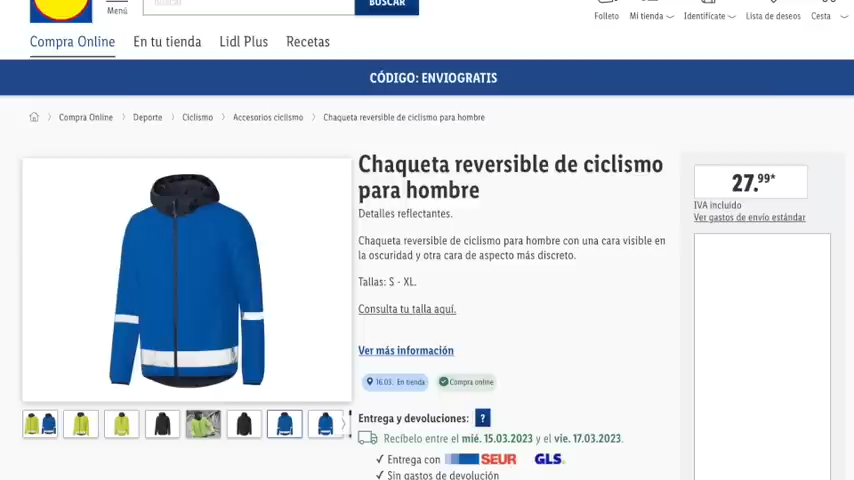 Menú
Buscar
BUSCAR
Folleto
Mi tienda
Identifícate
Lista de deseos
Cesta
Compra Online
En tu tienda
Lidl Plus
Recetas
CÓDIGO: ENVIOGRATIS
Compra Online
Deporte
Ciclismo
Accesorios ciclismo
Chaqueta reversible de ciclismo para hombre
Chaqueta reversible de ciclismo
para hombre
Detalles reflectantes.
Chaqueta reversible de ciclismo para hombre con una cara visible en
la oscuridad y otra cara de aspecto más discreto.
Tallas: S - XL.
Consulta tu talla aquí.
Ver más información
16.03. En tienda
Compra online
Entrega y devoluciones: ?
Recíbelo entre el mié. 15.03.2023 y el vie. 17.03.2023.
✓ Entrega con SEUR GLS.
✓ Sin gastos de devolución
27.99*
IVA incluido
Ver gastos de envío estándar